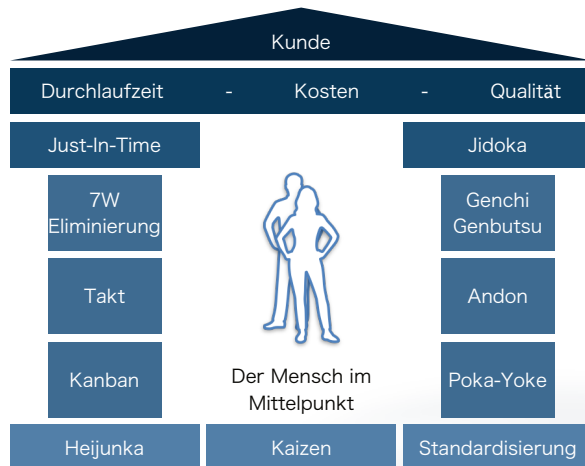 Kunde
Durchlaufzeit - Kosten - Qualität
Just-In-Time
Jidoka
7W
Eliminierung
Genchi
Genbutsu
Takt
Andon
Kanban
Der Mensch im
Mittelpunkt
Poka-Yoke
Heijunka
Kaizen
Standardisierung